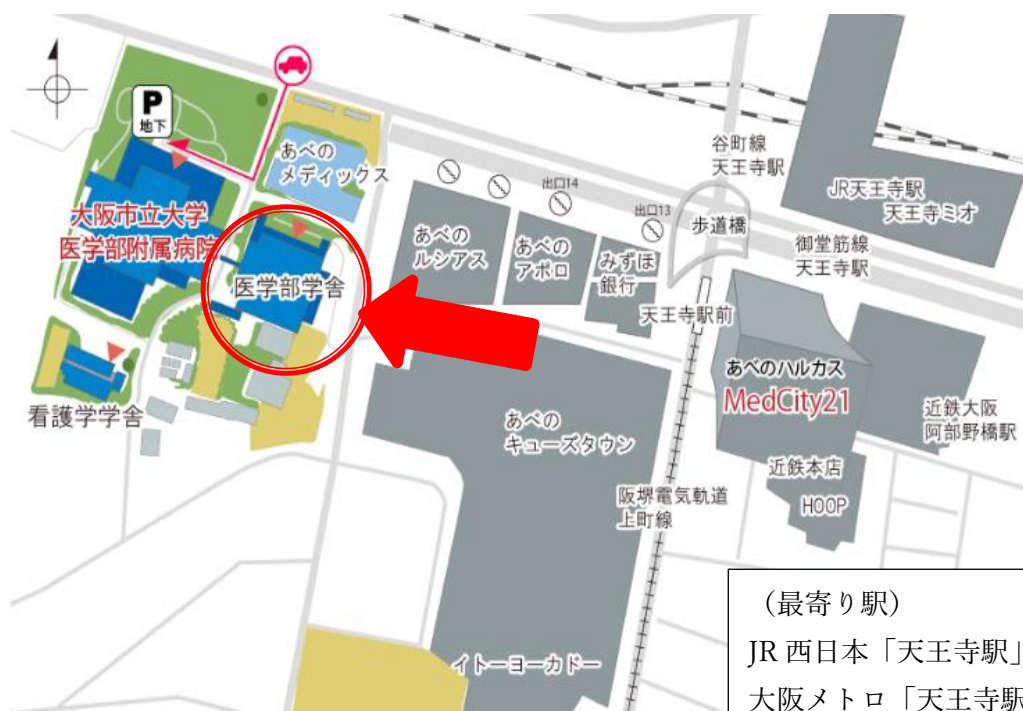 P
地下
あべの
メディックス
大阪市立大学
医学部附属病院
医学部学舎
看護学学舎
あべの
ルシアス
出口14
あべの
アポロ
出口13
みずほ
銀行
谷町線
天王寺駅
歩道橋
JR天王寺駅
天王寺ミオ
御堂筋線
天王寺駅
天王寺駅前
あべのハルカス
MedCity21
近鉄大阪
阿部野橋駅
近鉄本店
HOOP
あべの
キューズタウン
阪堺電気軌道
上町線
イトーヨーカドー
（最寄り駅）
JR 西日本「天王寺駅」
大阪メトロ「天王寺駅